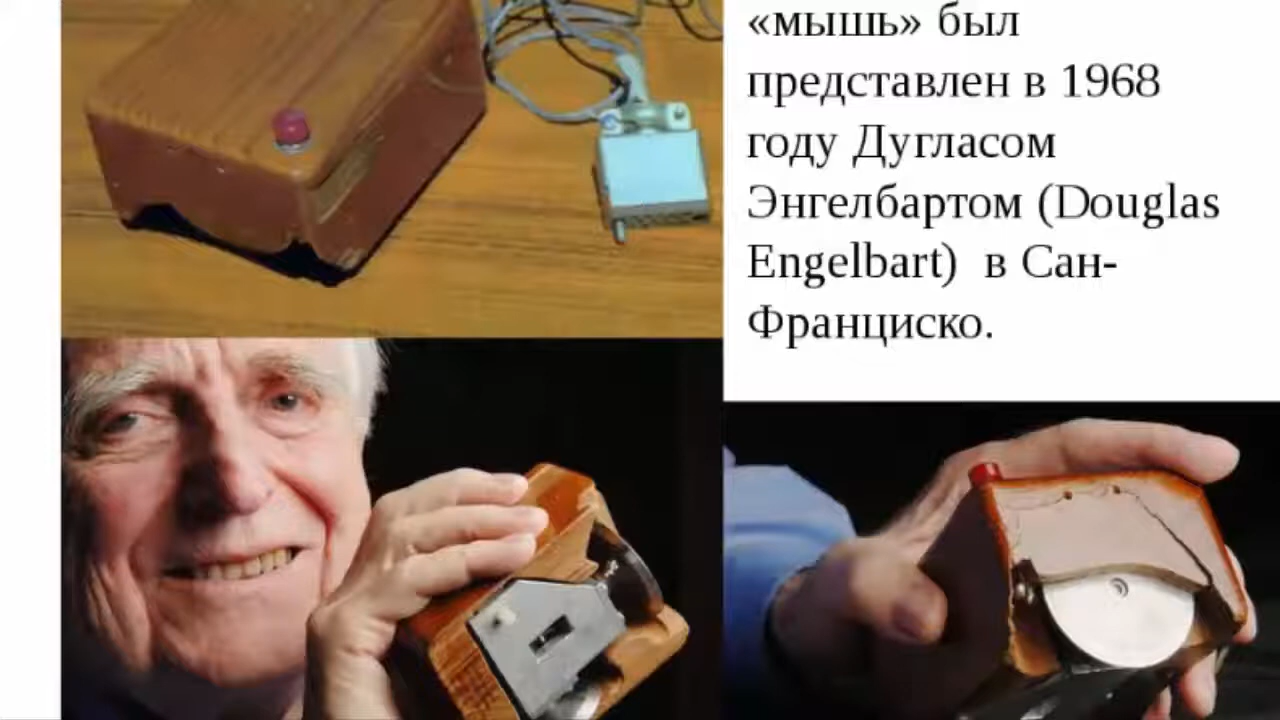 «мышь» был
представлен в 1968
году Дугласом
Энгелбартом (Douglas
Engelbart)  в Сан-
Франциско.